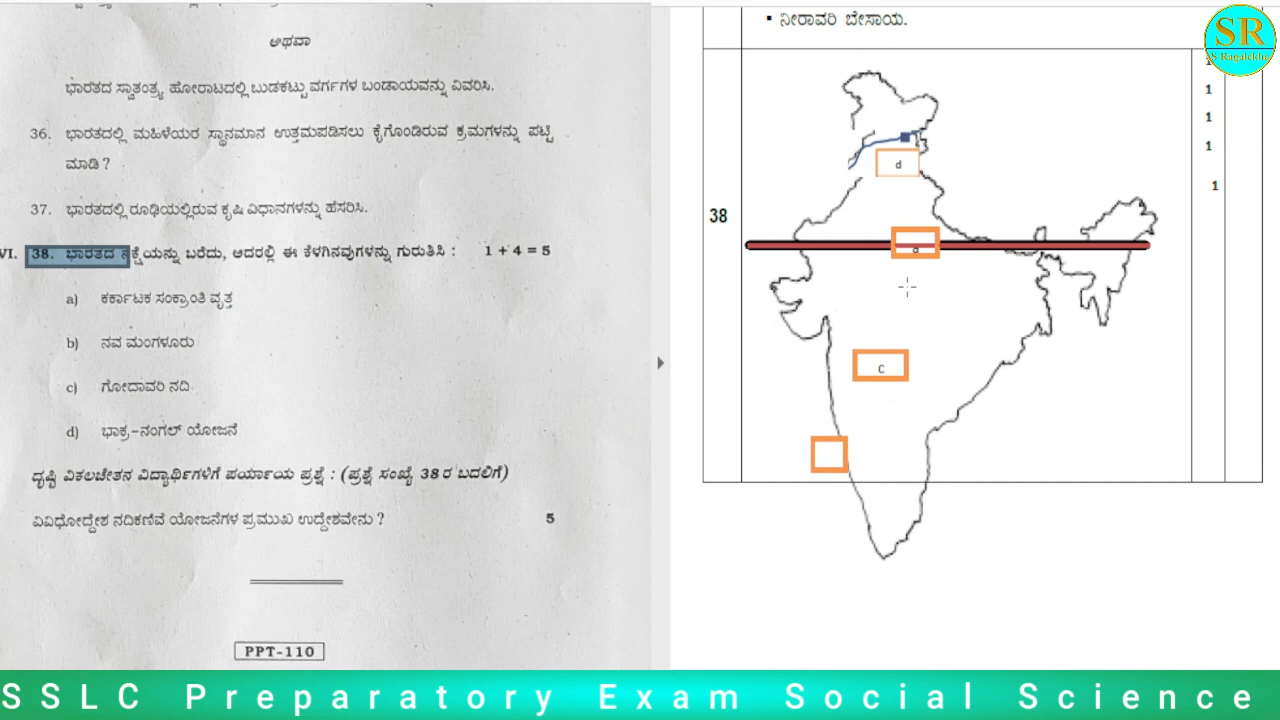 ಅಥವಾ
ಭಾರತದ ಸ್ವಾತಂತ್ರ್ಯ ಹೋರಾಟದಲ್ಲಿ ಬುಡಕಟ್ಟು ವರ್ಗಗಳ ಬಂಡಾಯವನ್ನು ವಿವರಿಸಿ.
36. ಭಾರತದಲ್ಲಿ ಮಹಿಳೆಯರ ಸ್ಥಾನಮಾನ ಉತ್ತಮಪಡಿಸಲು ಕೈಗೊಂಡಿರುವ ಕ್ರಮಗಳನ್ನು ಪಟ್ಟಿ
ಮಾಡಿ ?
37. ಭಾರತದಲ್ಲಿ ರೂಢಿಯಲ್ಲಿರುವ ಕೃಷಿ ವಿಧಾನಗಳನ್ನು ಹೆಸರಿಸಿ.
VI. 38. ಭಾರತದ ನಕ್ಷೆಯನ್ನು ಬರೆದು, ಅದರಲ್ಲಿ ಈ ಕೆಳಗಿನವುಗಳನ್ನು ಗುರುತಿಸಿ : 1 + 4 = 5
a) ಕರ್ಕಾಟಕ ಸಂಕ್ರಾಂತಿ ವೃತ್ತ
b) ನವ ಮಂಗಳೂರು
c) ಗೋದಾವರಿ ನದಿ
d) ಭಾಕ್ರ-ನಂಗಲ್ ಯೋಜನೆ
ದೃಷ್ಟಿ ವಿಕಲಚೇತನ ವಿದ್ಯಾರ್ಥಿಗಳಿಗೆ ಪರ್ಯಾಯ ಪ್ರಶ್ನೆ : (ಪ್ರಶ್ನೆ ಸಂಖ್ಯೆ 38 ರ ಬದಲಿಗೆ)
ವಿವಿಧೋದ್ದೇಶ ನದಿಕಣಿವೆ ಯೋಜನೆಗಳ ಪ್ರಮುಖ ಉದ್ದೇಶವೇನು ? 5
PPT-110
▪ ನೀರಾವರಿ ಬೇಸಾಯ.
SR
S Ragalekhe
1
1
1
1
d
38
C
SSLC Preparatory Exam Social Science